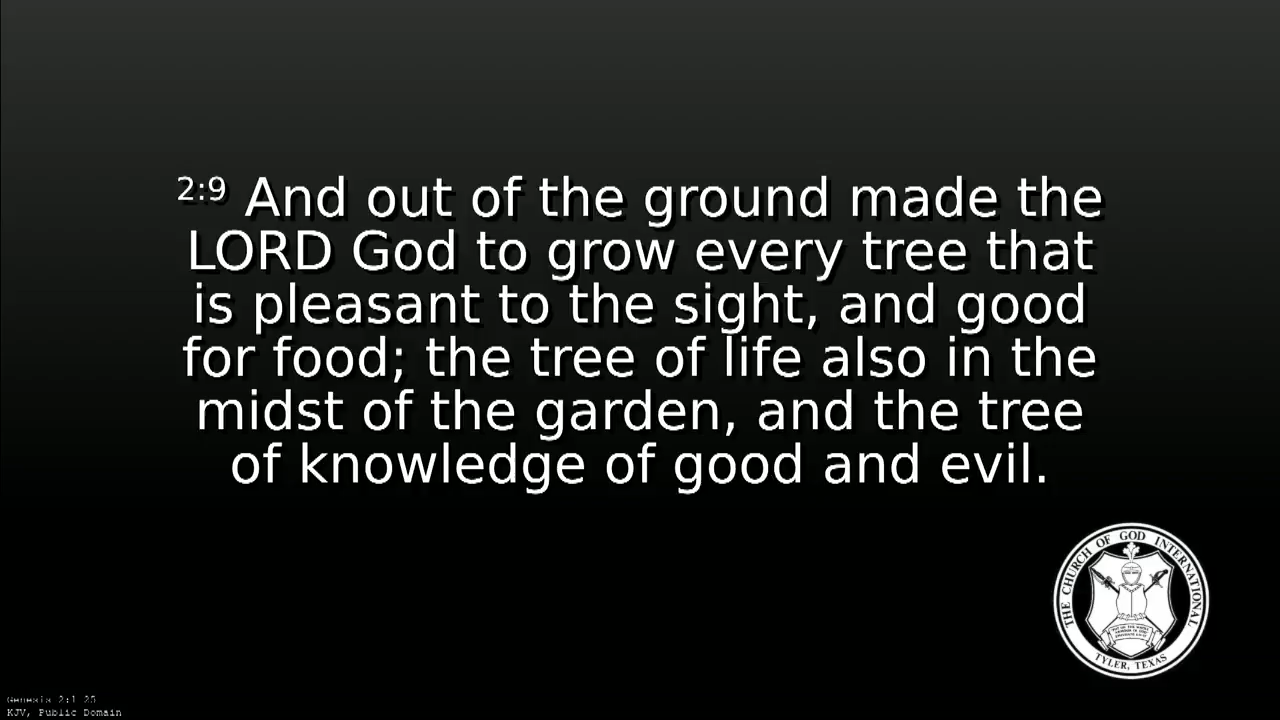 2:9 And out of the ground made the
LORD God to grow every tree that
is pleasant to the sight, and good
for food; the tree of life also in the
midst of the garden, and the tree
of knowledge of good and evil.
THE CHURCH OF GOD INTERNATIONAL
TYLER, TEXAS
Genesis 2:1-25
KJV, Public Domain